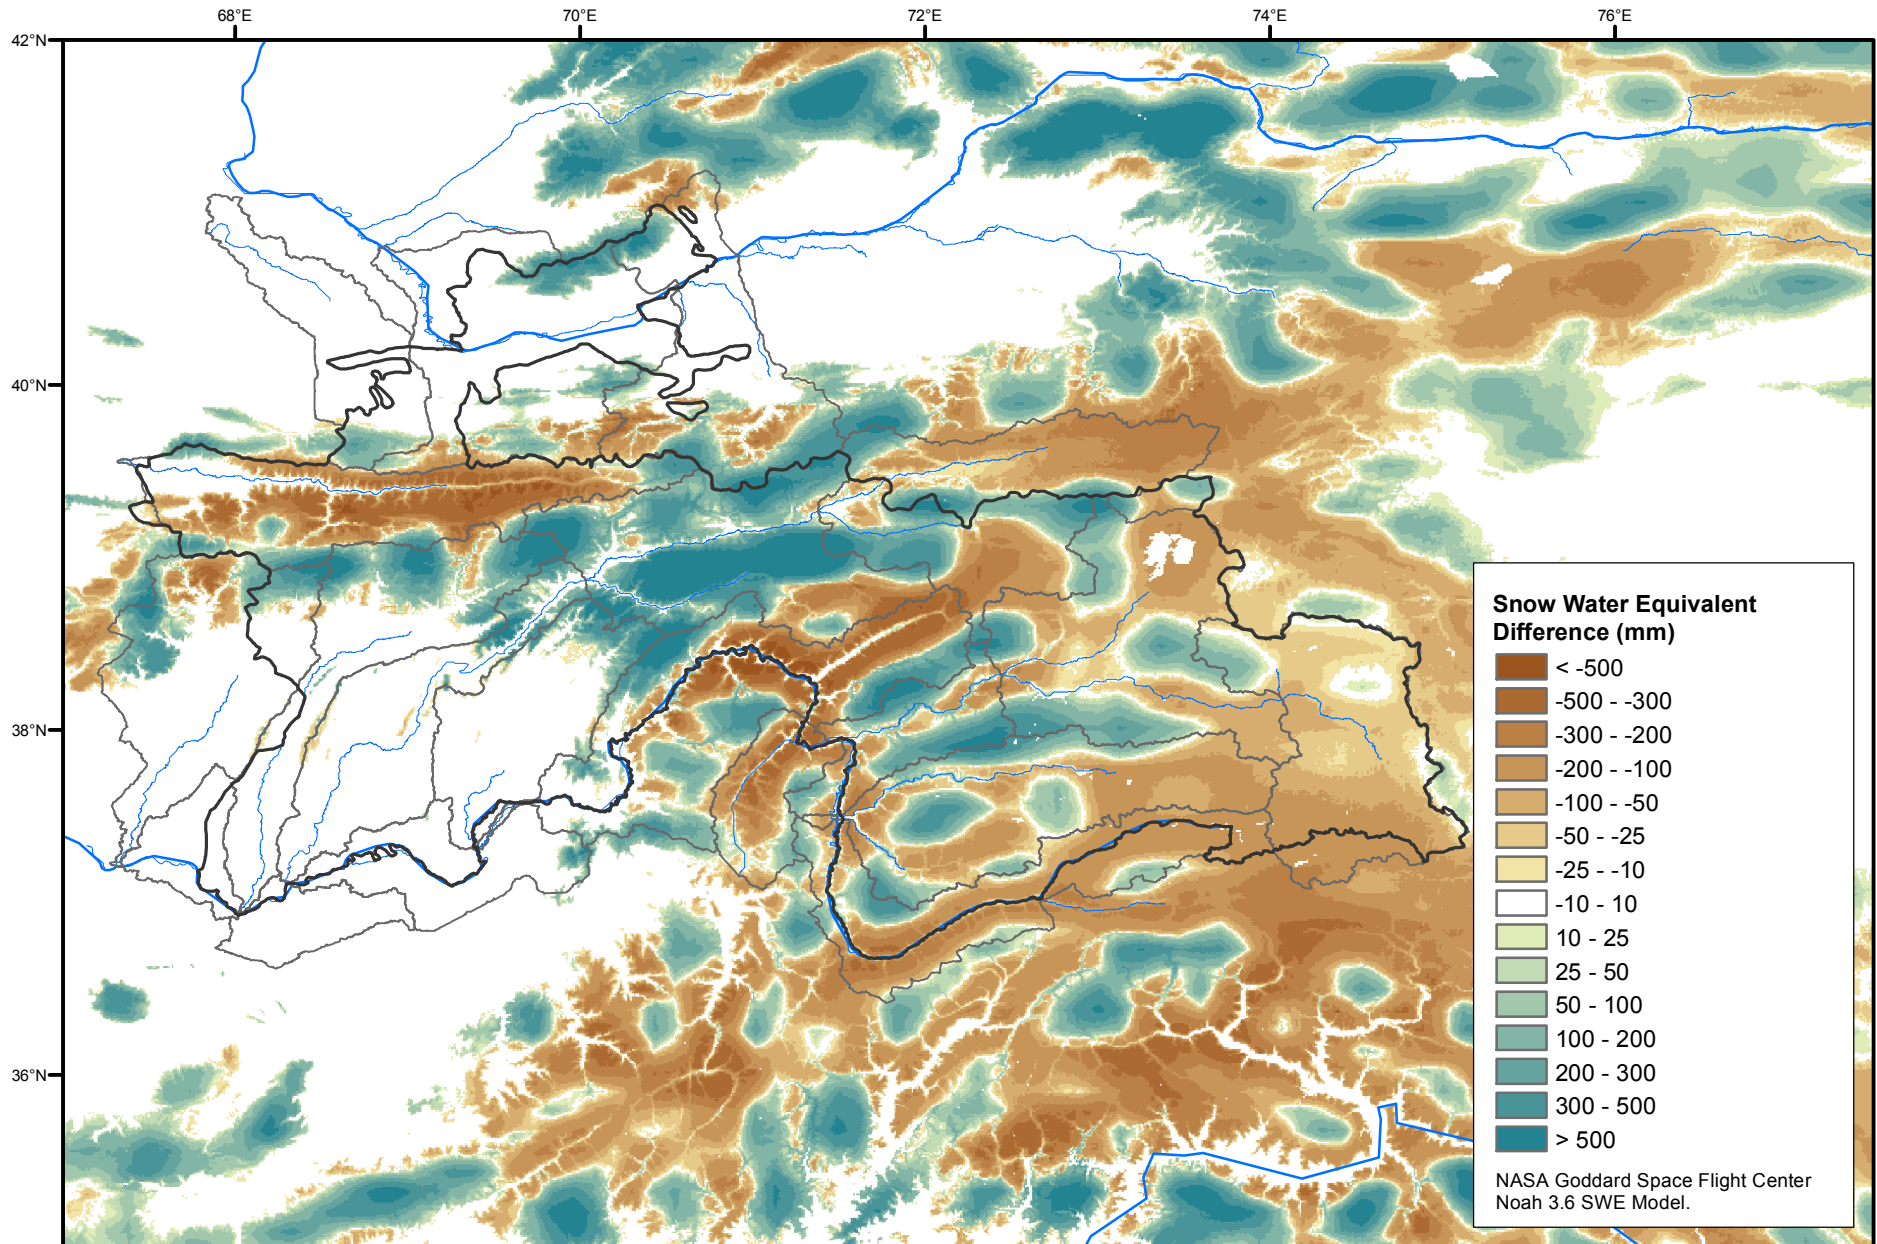 68°E 70°E 72°E 74°E 76°E
42°N
40°N
38°N
36°N
Snow Water Equivalent
Difference (mm)
< -500
-500 - -300
-300 - -200
-200 - -100
-100 - -50
-50 - -25
-25 - -10
-10 - 10
10 - 25
25 - 50
50 - 100
100 - 200
200 - 300
300 - 500
> 500
NASA Goddard Space Flight Center
Noah 3.6 SWE Model.